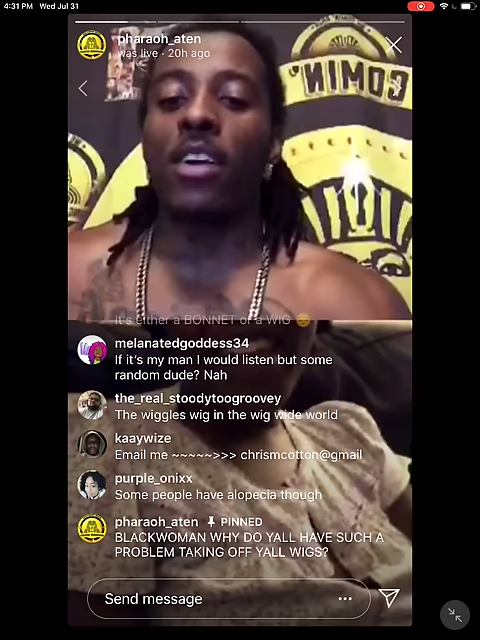 4:31 PM Wed Jul 31
pharaoh_aten
was live · 20h ago
COMIN'
It's either a BONNET or a WIG 😔
melanatedgoddess34
If it's my man I would listen but some
random dude? Nah
the_real_stoodytoogroovey
The wiggles wig in the wig wide world
kaaywize
Email me ~~~~~>>> chrismcotton@gmail
purple_onixx
Some people have alopecia though
pharaoh_aten PINNED
BLACKWOMAN WHY DO YALL HAVE SUCH A
PROBLEM TAKING OFF YALL WIGS?
Send message